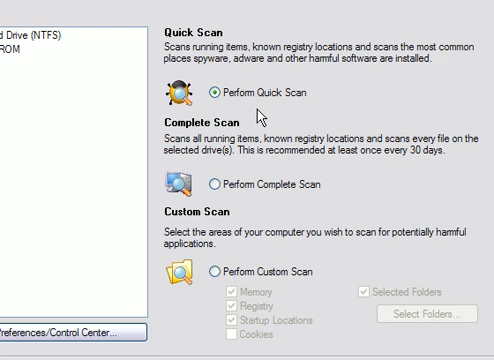 d Drive (NTFS)
ROM
Quick Scan
Scans running items, known registry locations and scans the most common
places spyware, adware and other harmful software are installed.
Perform Quick Scan
Complete Scan
Scans all running items, known registry locations and scans every file on the
selected drive(s). This is recommended at least once every 30 days.
Perform Complete Scan
Custom Scan
Select the areas of your computer you wish to scan for potentially harmful
applications.
Perform Custom Scan
Memory
Selected Folders
Registry
Select Folders...
Startup Locations
Cookies
references/Control Center...